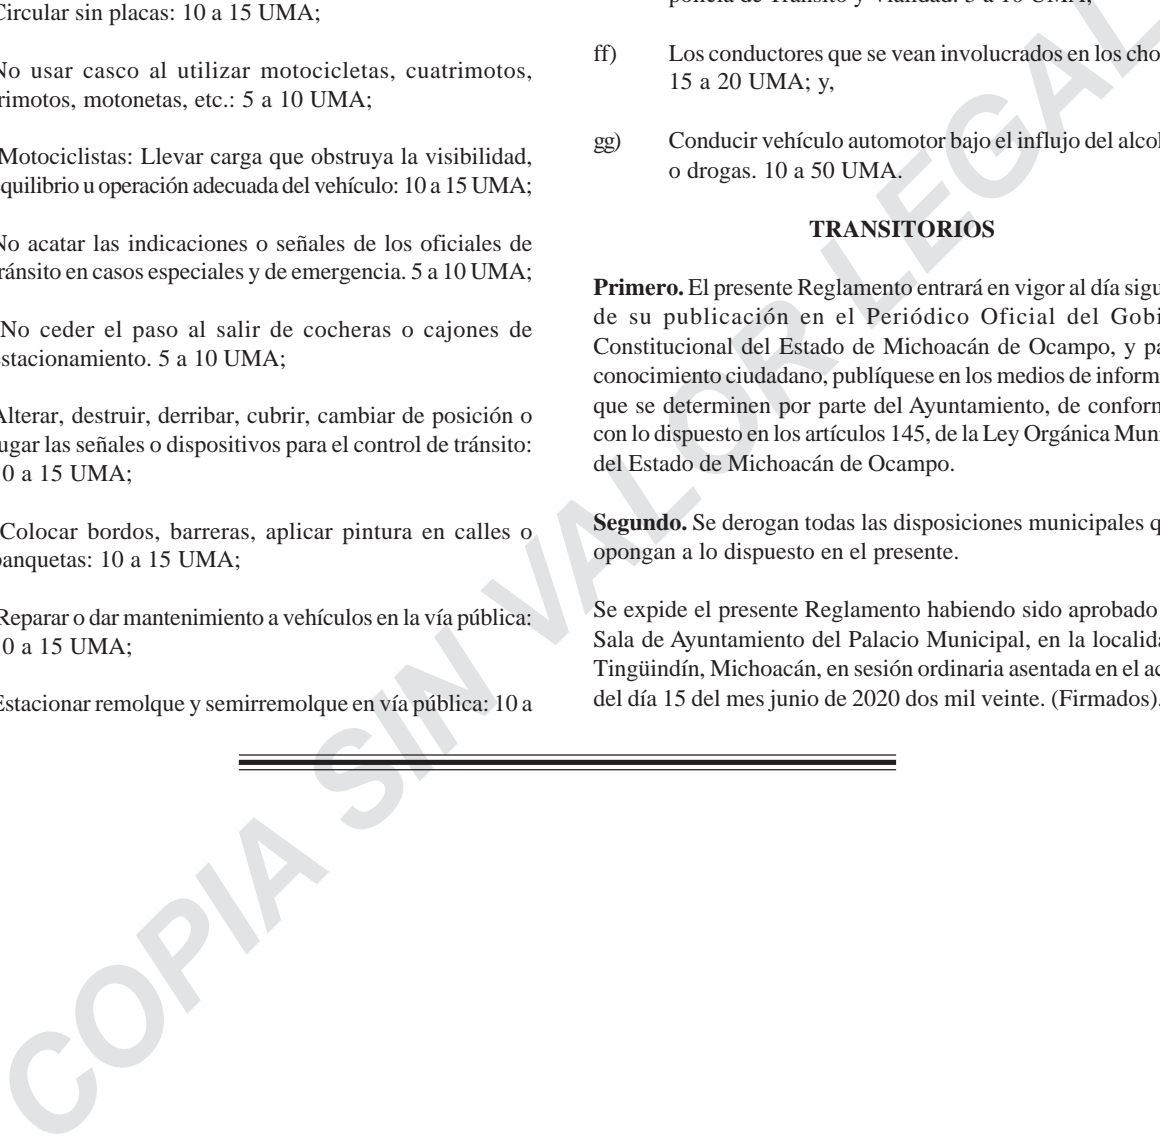 Circular sin placas: 10 a 15 UMA;
No usar casco al utilizar motocicletas, cuatrimotos,
rimotos, motonetas, etc.: 5 a 10 UMA;
Motociclistas: Llevar carga que obstruya la visibilidad,
equilibrio u operación adecuada del vehículo: 10 a 15 UMA;
No acatar las indicaciones o señales de los oficiales de
ránsito en casos especiales y de emergencia. 5 a 10 UMA;
No ceder el paso al salir de cocheras o cajones de
estacionamiento. 5 a 10 UMA;
Alterar, destruir, derribar, cubrir, cambiar de posición o
ugar las señales o dispositivos para el control de tránsito:
0 a 15 UMA;
Colocar bordos, barreras, aplicar pintura en calles o
banquetas: 10 a 15 UMA;
Reparar o dar mantenimiento a vehículos en la vía pública:
0 a 15 UMA;
Estacionar remolque y semirremolque en vía pública: 10 a
policía de Tránsito y Vialidad. 5 a 10 UMA;
ff) Los conductores que se vean involucrados en los cho
15 a 20 UMA; y,
gg) Conducir vehículo automotor bajo el influjo del alcoh
o drogas. 10 a 50 UMA.
TRANSITORIOS
Primero. El presente Reglamento entrará en vigor al día sigu
de su publicación en el Periódico Oficial del Gobi
Constitucional del Estado de Michoacán de Ocampo, y pa
conocimiento ciudadano, publíquese en los medios de inform
que se determinen por parte del Ayuntamiento, de conform
con lo dispuesto en los artículos 145, de la Ley Orgánica Mun
del Estado de Michoacán de Ocampo.
Segundo. Se derogan todas las disposiciones municipales q
opongan a lo dispuesto en el presente.
Se expide el presente Reglamento habiendo sido aprobado
Sala de Ayuntamiento del Palacio Municipal, en la localida
Tingüindín, Michoacán, en sesión ordinaria asentada en el ac
del día 15 del mes junio de 2020 dos mil veinte. (Firmados).
COPIA SIN VALOR LEGAL